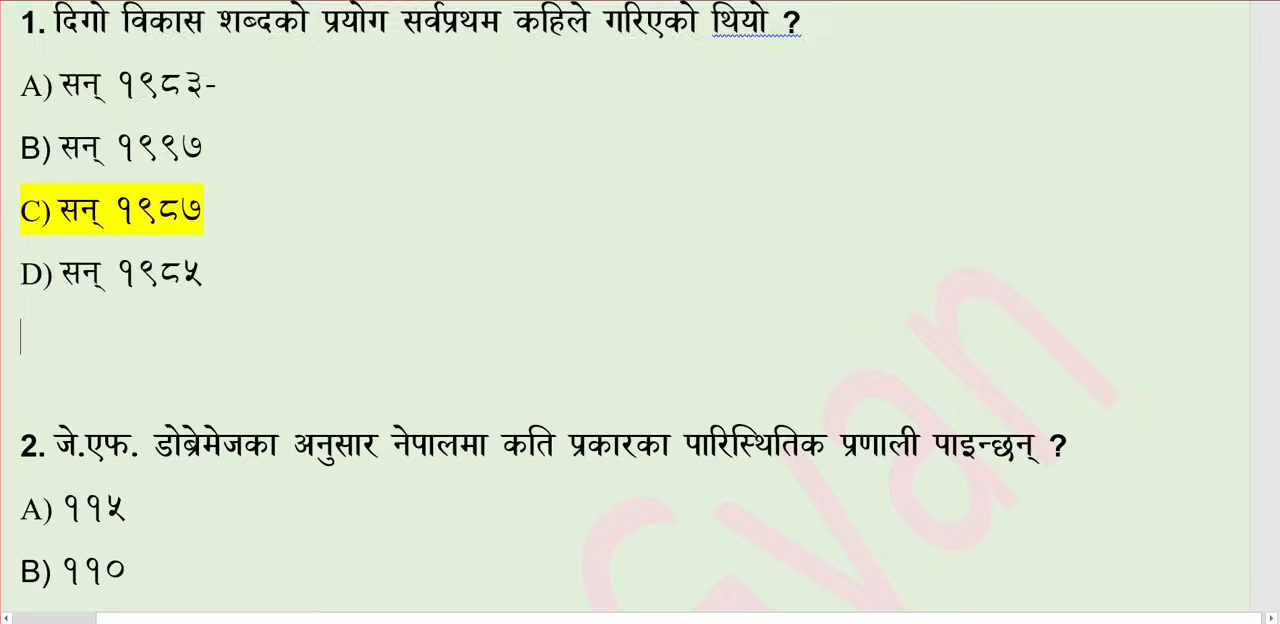 1. दिगो विकास शब्दको प्रयोग सर्वप्रथम कहिले गरिएको थियो ?
A) सन् १९८३-
B) सन् १९९७
C) सन् १९८७
D) सन् १९८५
2. जे.एफ. डोब्रेमेजका अनुसार नेपालमा कति प्रकारका पारिस्थितिक प्रणाली पाइन्छन् ?
A) ११५
B) ११०
Gyan